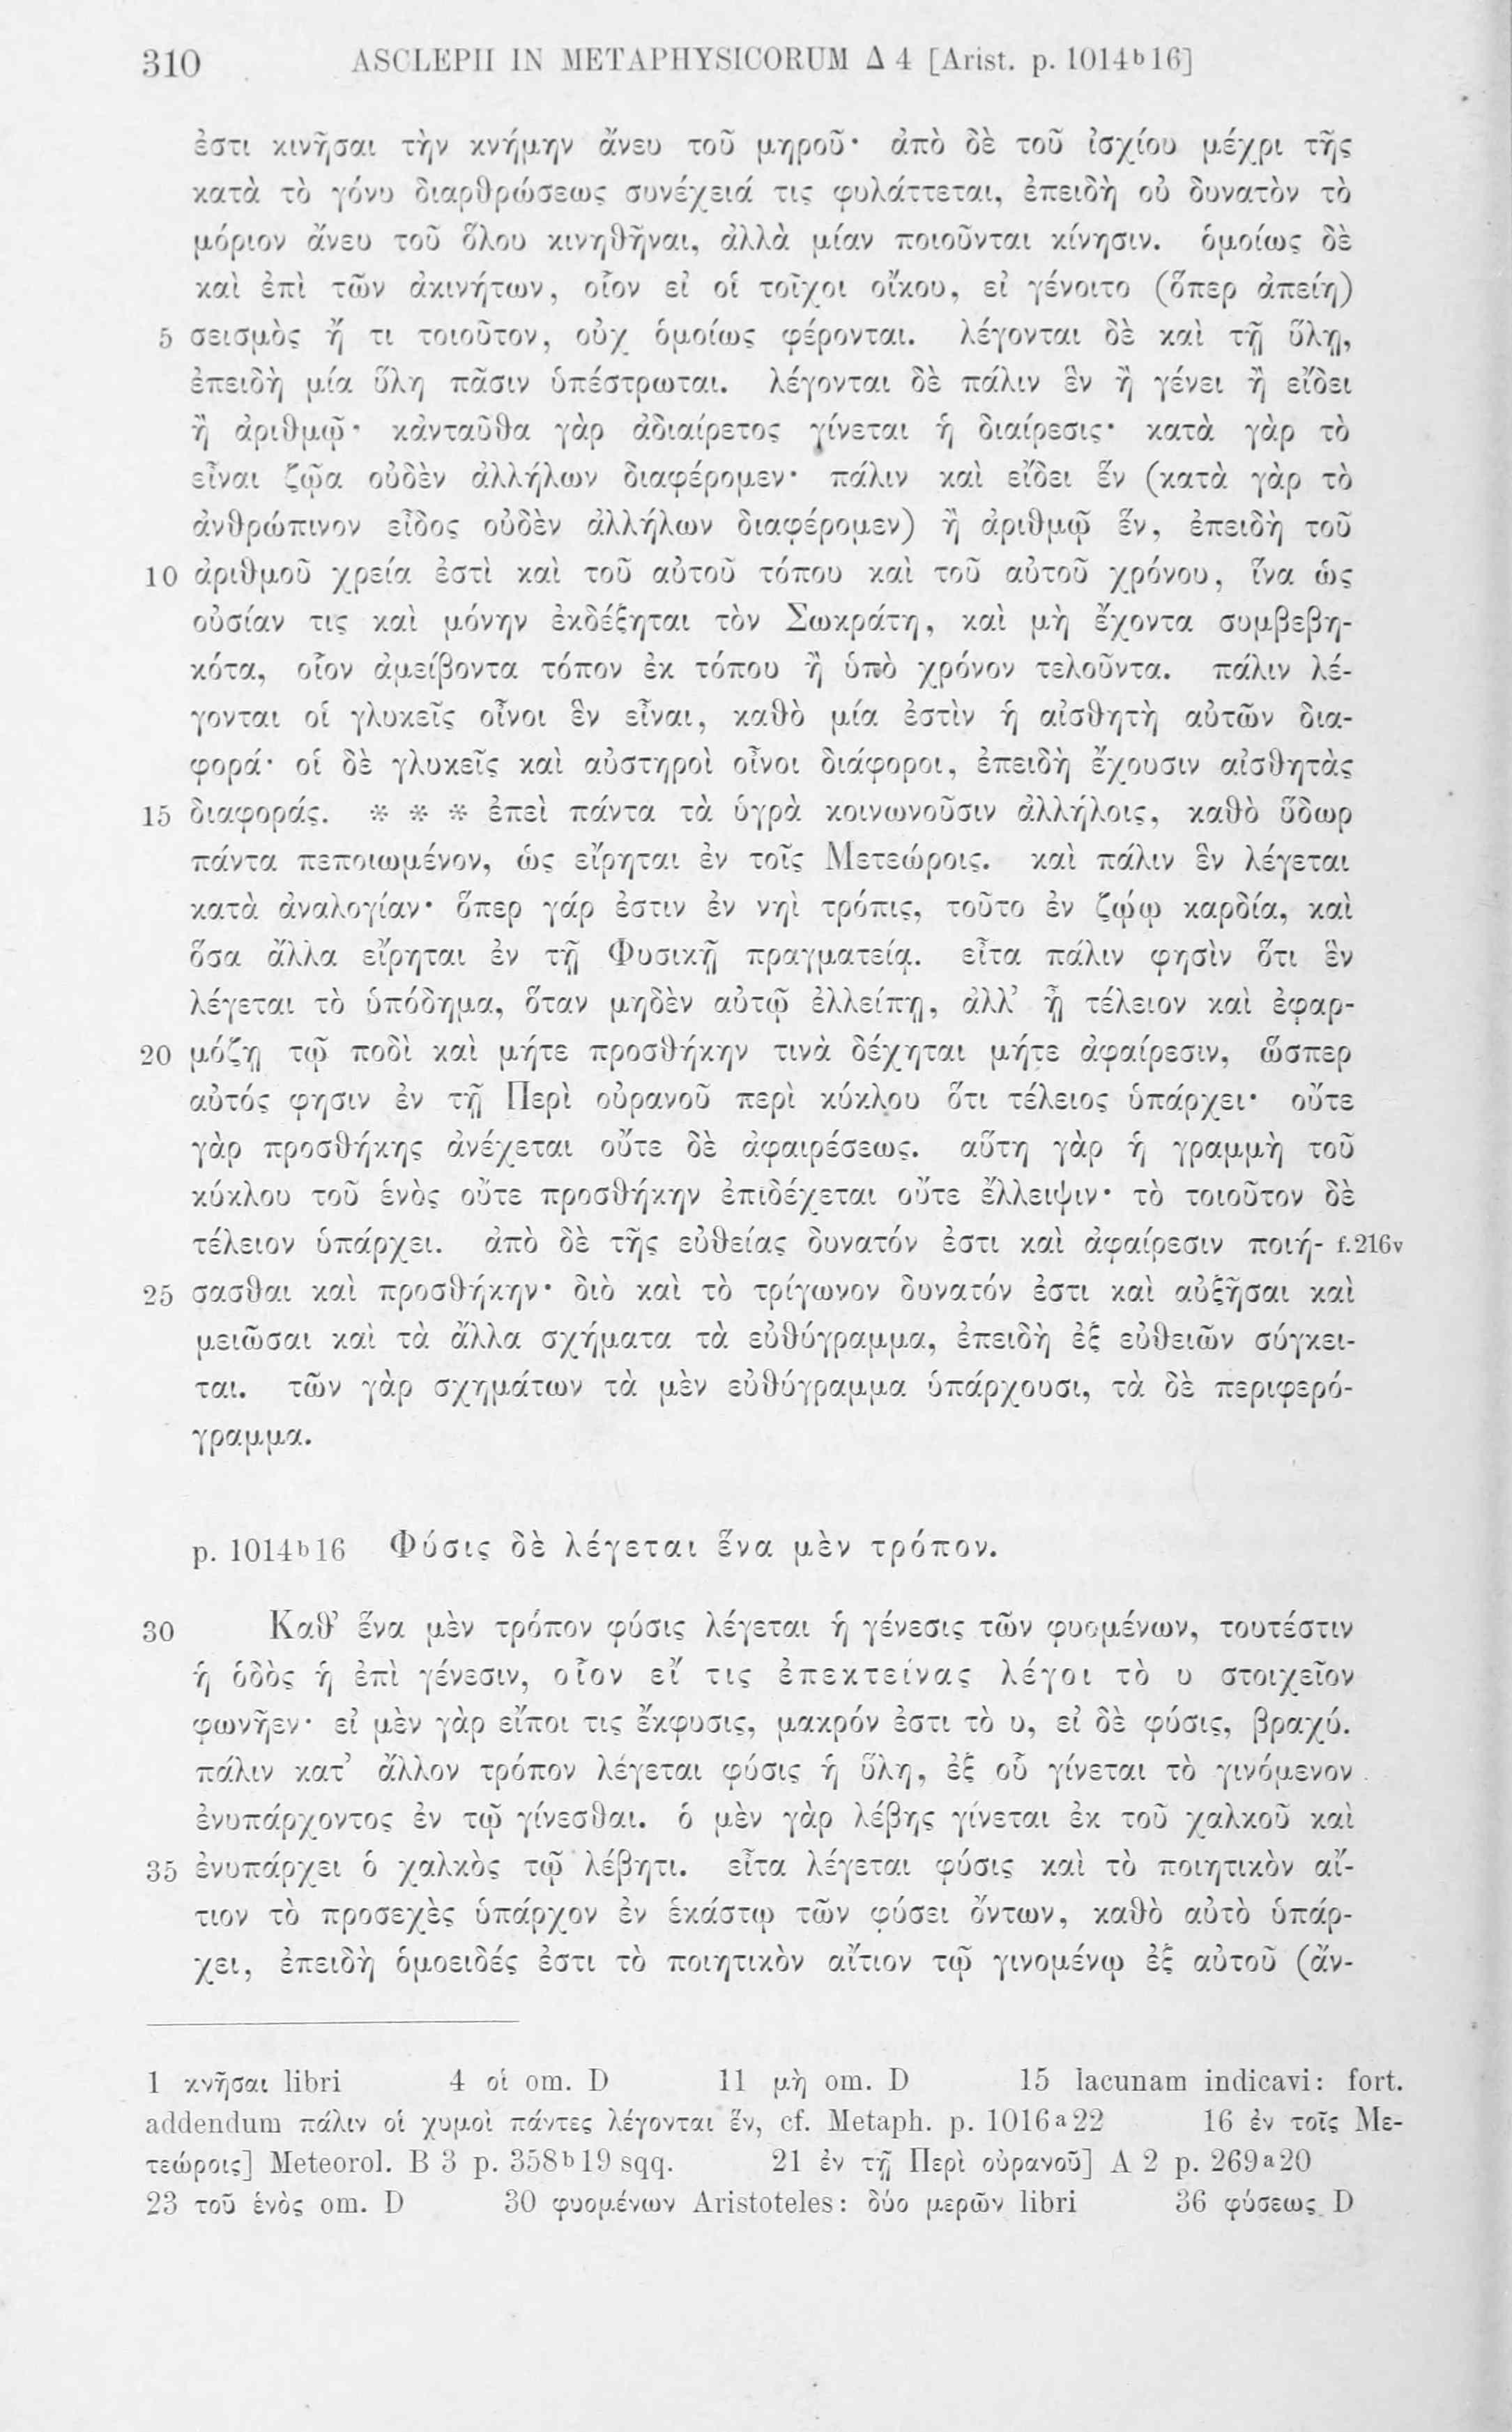 310 ASCLEPII IN METAPHYSICORUM Δ 4 [Arist. p. 1014ᵇ16]
ἐστι κινῆσαι τὴν κνήμην ἄνευ τοῦ μηροῦ· ἀπὸ δὲ τοῦ ἰσχίου μέχρι τῆς
κατὰ τὸ γόνυ διαρθρώσεως συνέχειά τις φυλάττεται, ἐπειδὴ οὐ δυνατὸν τὸ
μόριον ἄνευ τοῦ ὅλου κινηθῆναι, ἀλλὰ μίαν ποιοῦνται κίνησιν. ὁμοίως δὲ
καὶ ἐπὶ τῶν ἀκινήτων, οἷον εἰ οἱ τοῖχοι οἴκου, εἰ γένοιτο (ὅπερ ἀπείη)
5 σεισμὸς ἤ τι τοιοῦτον, οὐχ ὁμοίως φέρονται. λέγονται δὲ καὶ τῇ ὕλῃ,
ἐπειδὴ μία ὕλη πᾶσιν ὑπέστρωται. λέγονται δὲ πάλιν ἓν ἢ γένει ἢ εἴδει
ἢ ἀριθμῷ· κἀνταῦθα γὰρ ἀδιαίρετος γίνεται ἡ διαίρεσις· κατὰ γὰρ τὸ
εἶναι ζῷα οὐδὲν ἀλλήλων διαφέρομεν· πάλιν καὶ εἴδει ἕν (κατὰ γὰρ τὸ
ἀνθρώπινον εἶδος οὐδὲν ἀλλήλων διαφέρομεν) ἢ ἀριθμῷ ἕν, ἐπειδὴ τοῦ
10 ἀριθμοῦ χρεία ἐστὶ καὶ τοῦ αὐτοῦ τόπου καὶ τοῦ αὐτοῦ χρόνου, ἵνα ὡς
οὐσίαν τις καὶ μόνην ἐκδέξηται τὸν Σωκράτη, καὶ μὴ ἔχοντα συμβεβη-
κότα, οἷον ἀμείβοντα τόπον ἐκ τόπου ἢ ὑπὸ χρόνον τελοῦντα. πάλιν λέ-
γονται οἱ γλυκεῖς οἶνοι ἓν εἶναι, καθὸ μία ἐστὶν ἡ αἰσθητὴ αὐτῶν δια-
φορά· οἱ δὲ γλυκεῖς καὶ αὐστηροὶ οἶνοι διάφοροι, ἐπειδὴ ἔχουσιν αἰσθητὰς
15 διαφοράς. * * * ἐπεὶ πάντα τὰ ὑγρὰ κοινωνοῦσιν ἀλλήλοις, καθὸ ὕδωρ
πάντα πεποιωμένον, ὡς εἴρηται ἐν τοῖς Μετεώροις. καὶ πάλιν ἓν λέγεται
κατὰ ἀναλογίαν· ὅπερ γάρ ἐστιν ἐν νηὶ τρόπις, τοῦτο ἐν ζῴῳ καρδία, καὶ
ὅσα ἄλλα εἴρηται ἐν τῇ Φυσικῇ πραγματείᾳ. εἶτα πάλιν φησὶν ὅτι ἓν
λέγεται τὸ ὑπόδημα, ὅταν μηδὲν αὐτῷ ἐλλείπῃ, ἀλλ’ ᾖ τέλειον καὶ ἐφαρ-
20 μόζῃ τῷ ποδὶ καὶ μήτε προσθήκην τινὰ δέχηται μήτε ἀφαίρεσιν, ὥσπερ
αὐτός φησιν ἐν τῇ Περὶ οὐρανοῦ περὶ κύκλου ὅτι τέλειος ὑπάρχει· οὔτε
γὰρ προσθήκης ἀνέχεται οὔτε δὲ ἀφαιρέσεως. αὕτη γὰρ ἡ γραμμὴ τοῦ
κύκλου τοῦ ἑνὸς οὔτε προσθήκην ἐπιδέχεται οὔτε ἔλλειψιν· τὸ τοιοῦτον δὲ
τέλειον ὑπάρχει. ἀπὸ δὲ τῆς εὐθείας δυνατόν ἐστι καὶ ἀφαίρεσιν ποιή- f.216v
25 σασθαι καὶ προσθήκην· διὸ καὶ τὸ τρίγωνον δυνατόν ἐστι καὶ αὐξῆσαι καὶ
μειῶσαι καὶ τὰ ἄλλα σχήματα τὰ εὐθύγραμμα, ἐπειδὴ ἐξ εὐθειῶν σύγκει-
ται. τῶν γὰρ σχημάτων τὰ μὲν εὐθύγραμμα ὑπάρχουσι, τὰ δὲ περιφερό-
γραμμα.
p. 1014ᵇ16 Φύσις δὲ λέγεται ἕνα μὲν τρόπον.
30 Καθ’ ἕνα μὲν τρόπον φύσις λέγεται ἡ γένεσις τῶν φυομένων, τουτέστιν
ἡ ὁδὸς ἡ ἐπὶ γένεσιν, οἷον εἴ τις ἐπεκτείνας λέγοι τὸ υ στοιχεῖον
φωνῆεν· εἰ μὲν γὰρ εἴποι τις ἔκφυσις, μακρόν ἐστι τὸ υ, εἰ δὲ φύσις, βραχύ.
πάλιν κατ’ ἄλλον τρόπον λέγεται φύσις ἡ ὕλη, ἐξ οὗ γίνεται τὸ γινόμενον
ἐνυπάρχοντος ἐν τῷ γίνεσθαι. ὁ μὲν γὰρ λέβης γίνεται ἐκ τοῦ χαλκοῦ καὶ
35 ἐνυπάρχει ὁ χαλκὸς τῷ λέβητι. εἶτα λέγεται φύσις καὶ τὸ ποιητικὸν αἴ-
τιον τὸ προσεχὲς ὑπάρχον ἐν ἑκάστῳ τῶν φύσει ὄντων, καθὸ αὐτὸ ὑπάρ-
χει, ἐπειδὴ ὁμοειδές ἐστι τὸ ποιητικὸν αἴτιον τῷ γινομένῳ ἐξ αὐτοῦ (ἄν-
1 κνῆσαι libri 4 οἱ om. D 11 μὴ om. D 15 lacunam indicavi: fort.
addendum πάλιν οἱ χυμοὶ πάντες λέγονται ἕν, cf. Metaph. p. 1016ᵃ22 16 ἐν τοῖς Με-
τεώροις] Meteorol. B 3 p. 358ᵇ19 sqq. 21 ἐν τῇ Περὶ οὐρανοῦ] A 2 p. 269ᵃ20
23 τοῦ ἑνὸς om. D 30 φυομένων Aristoteles: δύο μερῶν libri 36 φύσεως D